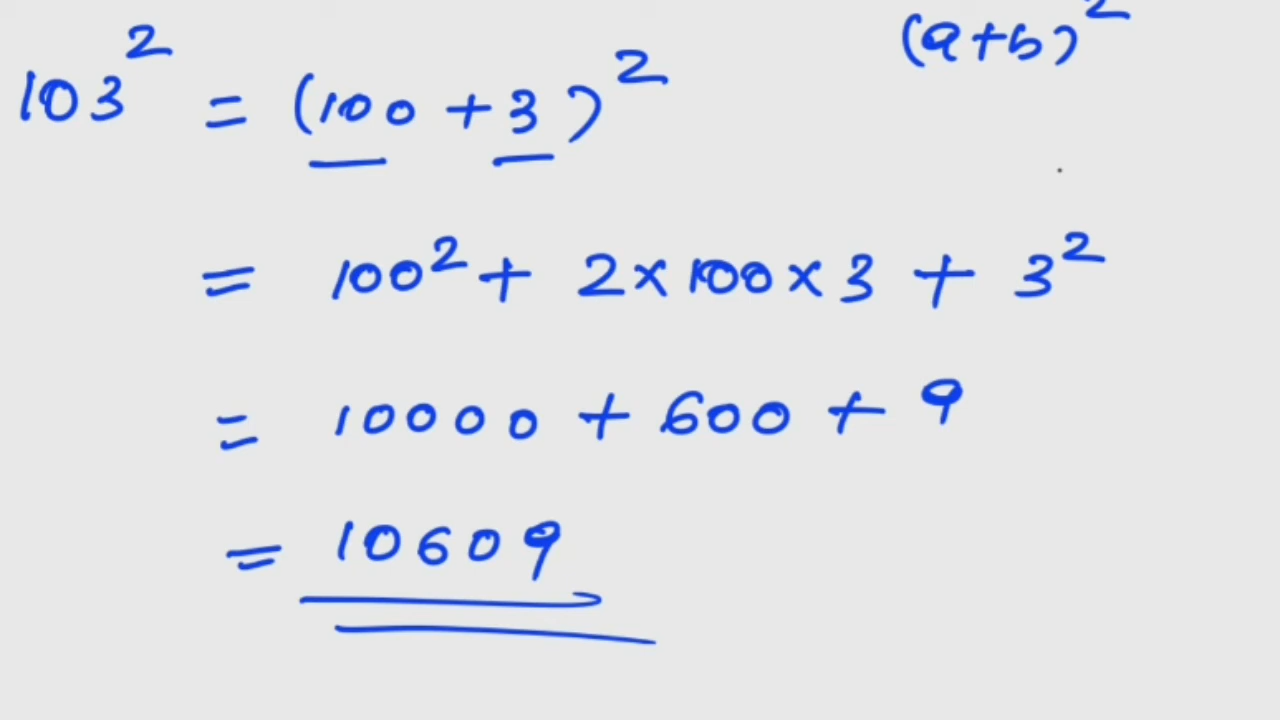 103² = (100 + 3)² (a+b)²
= 100² + 2×100×3 + 3²
= 10000 + 600 + 9
= 10609